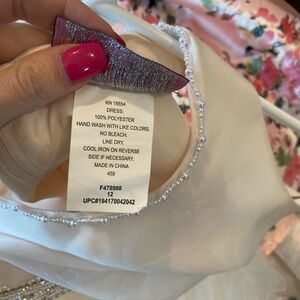 RN 18854
DRESS:
100% POLYESTER
HAND WASH WITH LIKE COLORS.
NO BLEACH.
LINE DRY.
COOL IRON ON REVERSE
SIDE IF NECESSARY.
MADE IN CHINA
459
F478980
12
UPC#194170042042